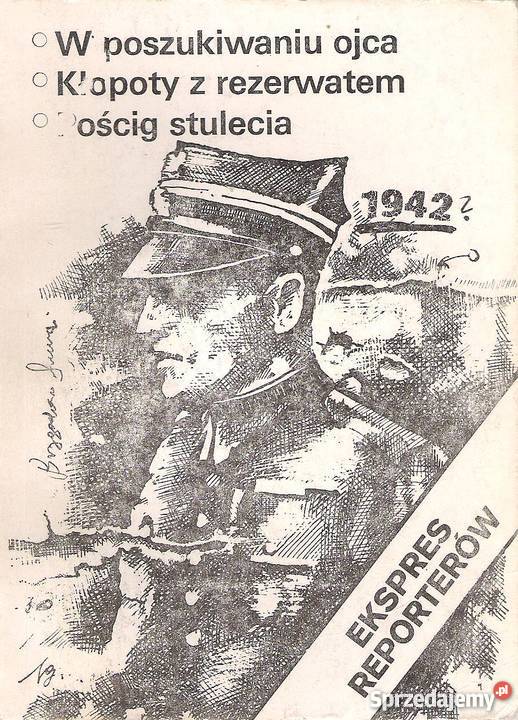 W poszukiwaniu ojca
Kłopoty z rezerwatem
Pościg stulecia
1942?
EKSPRES
REPORTERÓW
Sprzedajemy.pl